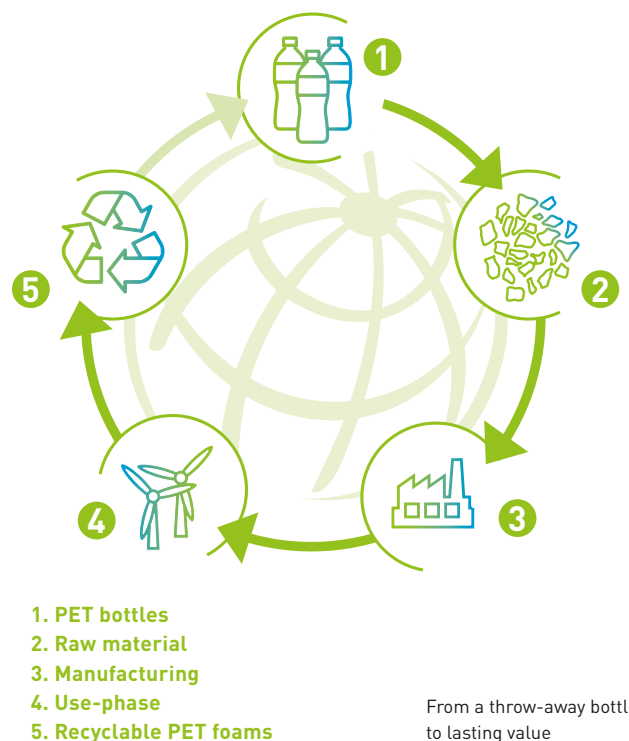 1
2
3
4
5
1. PET bottles
2. Raw material
3. Manufacturing
4. Use-phase
5. Recyclable PET foams
From a throw-away bottl
to lasting value